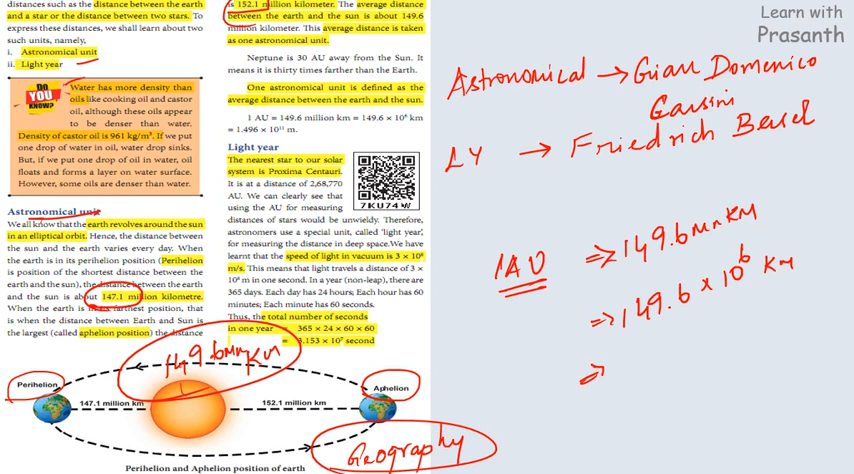 distances such as the distance between the earth
and a star or the distance between two stars. To
express these distances, we shall learn about two
such units, namely,
i. Astronomical unit
ii. Light year
DO
YOU
KNOW?
Water has more density than
oils like cooking oil and castor
oil, although these oils appear
to be denser than water.
Density of castor oil is 961 kg/m³. If we put
one drop of water in oil, water drop sinks.
But, if we put one drop of oil in water, oil
floats and forms a layer on water surface.
However, some oils are denser than water.
Astronomical unit
We all know that the earth revolves around the sun
in an elliptical orbit. Hence, the distance
between the sun and the earth varies every day. When
the earth is in its perihelion position (Perihelion
is position of the shortest distance between the
earth and the sun), the distance between the earth
and the sun is about 147.1 million kilometre.
When the earth is in its farthest position, that
is when the distance between Earth and Sun is
the largest (called aphelion position) the distance
is 152.1 million kilometer. The average distance
between the earth and the sun is about 149.6
million kilometer. This average distance is taken
as one astronomical unit.
Neptune is 30 AU away from the Sun. It
means it is thirty times farther than the Earth.
One astronomical unit is defined as the
average distance between the earth and the sun.
1 AU = 149.6 million km = 149.6 × 10⁶ km
= 1.496 × 10¹¹ m.
Light year
The nearest star to our solar
system is Proxima Centauri.
It is at a distance of 2,68,770
AU. We can clearly see that
using the AU for measuring
distances of stars would be unwieldy. Therefore,
astronomers use a special unit, called 'light year',
for measuring the distance in deep space. We have
learnt that the speed of light in vacuum is 3 × 10⁸
m/s. This means that light travels a distance of 3 ×
10⁸ m in one second. In a year (non-leap), there are
365 days. Each day has 24 hours; Each hour has 60
minutes; Each minute has 60 seconds.
Thus, the total number of seconds
in one year = 365 × 24 × 60 × 60
= 3.153 × 10⁷ second
7KU74W
149.6 Mn KM
Perihelion
Aphelion
147.1 million km
152.1 million km
Geography
Perihelion and Aphelion position of earth
Learn with
Prasanth
Astronomical → Gian Domenico
LY → Friedrich
1AU ⇒ 149.6 Mn KM
⇒ 149.6 × 10⁶ KM
⇒